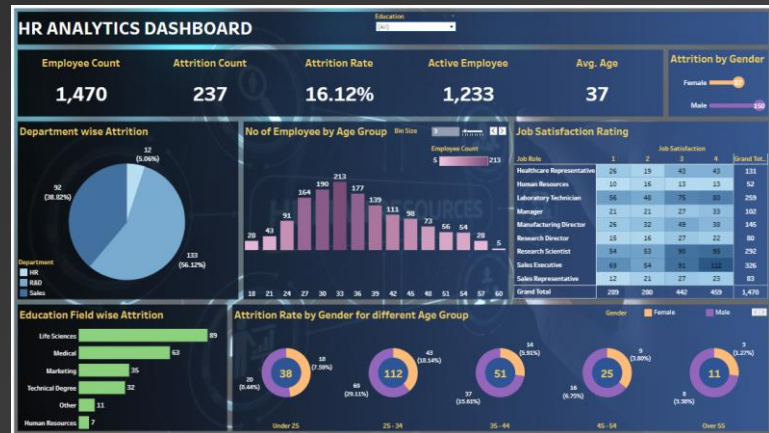 HR ANALYTICS DASHBOARD
Education
(All)
Employee Count
Attrition Count
Attrition Rate
Active Employee
Avg. Age
1,470
237
16.12%
1,233
37
Attrition by Gender
Female
87
Male
150
Department wise Attrition
12
(5.06%)
92
(38.82%)
133
(56.12%)
Department
HR
R&D
Sales
No of Employee by Age Group
Bin Size
3
Employee Count
5
213
28 43 91 164 190 213 177 139 111 98 73 56 54 28 5
18 21 24 27 30 33 36 39 42 45 48 51 54 57 60
Job Satisfaction Rating
Job Satisfaction
Job Role 1 2 3 4 Grand Tot..
Healthcare Representative 26 19 43 43 131
Human Resources 10 16 13 13 52
Laboratory Technician 56 48 75 80 259
Manager 21 21 27 33 102
Manufacturing Director 26 32 49 38 145
Research Director 15 16 27 22 80
Research Scientist 54 53 90 95 292
Sales Executive 69 54 91 112 326
Sales Representative 12 21 27 23 83
Grand Total 289 280 442 459 1,470
Education Field wise Attrition
Life Sciences 89
Medical 63
Marketing 35
Technical Degree 32
Other 11
Human Resources 7
Attrition Rate by Gender for different Age Group
Gender
Female
Male
18
(7.59%)
38
20
(8.44%)
Under 25
43
(18.14%)
112
69
(29.11%)
25 - 34
14
(5.91%)
51
37
(15.61%)
35 - 44
9
(3.80%)
25
16
(6.75%)
45 - 54
3
(1.27%)
11
8
(3.38%)
Over 55